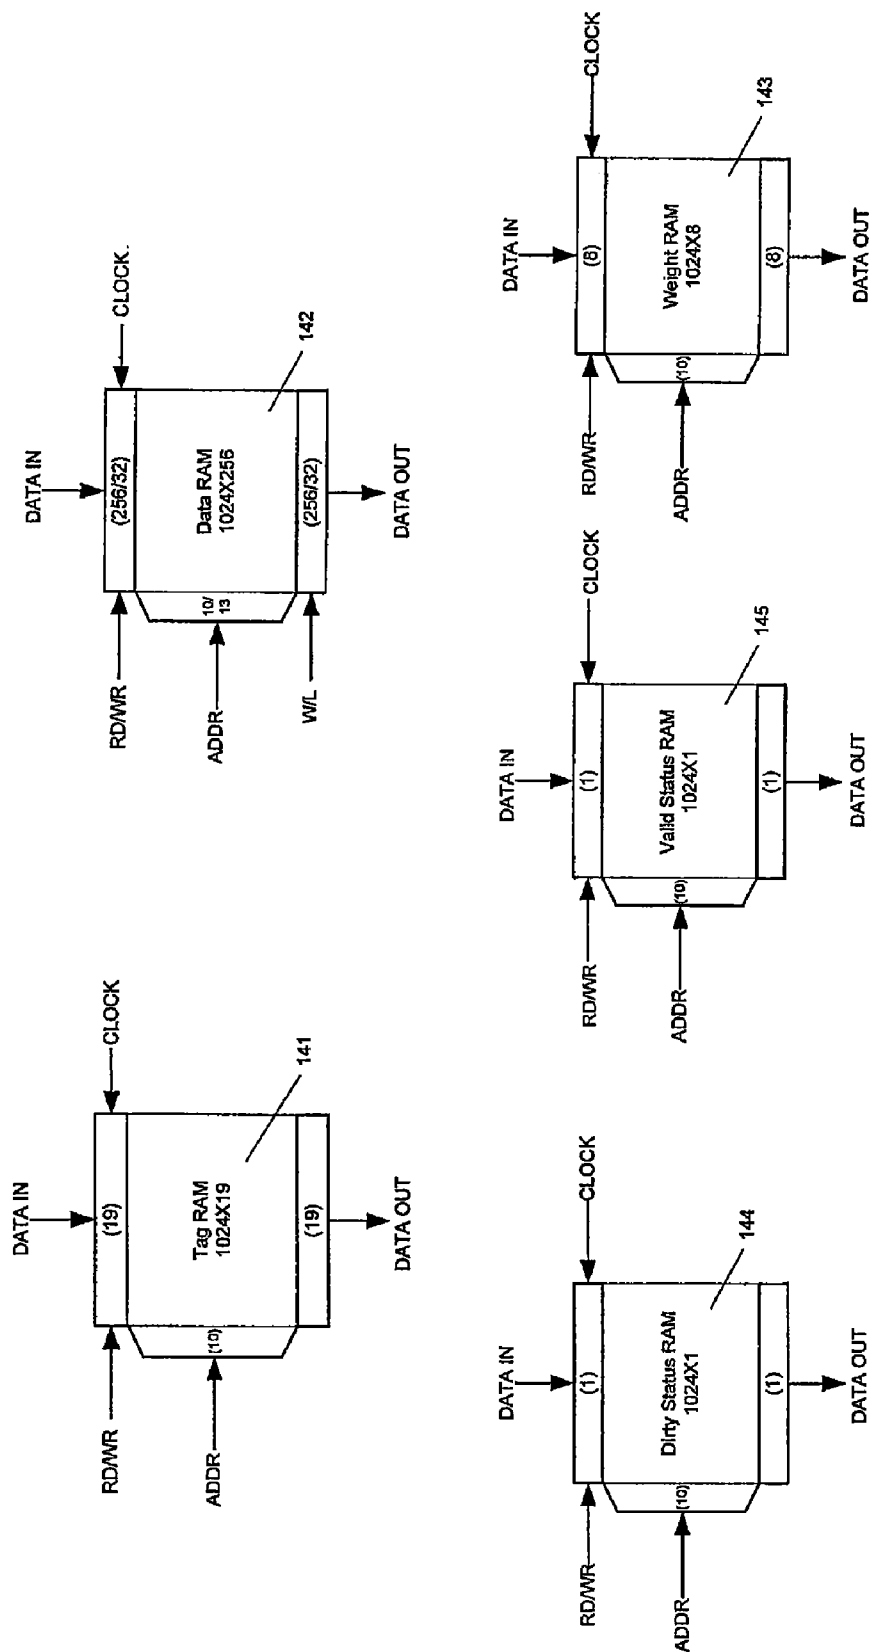 DATA IN
RD/WR
(19)
CLOCK
Tag RAM
1024X19
141
(10)
ADDR
(19)
DATA OUT
DATA IN
RD/WR
(256/32)
CLOCK.
Data RAM
1024X256
142
10/
13
ADDR
W/L
(256/32)
DATA OUT
DATA IN
RD/WR
(1)
CLOCK
Dirty Status RAM
1024X1
144
(10)
ADDR
(1)
DATA OUT
DATA IN
RD/WR
(1)
CLOCK
Valid Status RAM
1024X1
145
(10)
ADDR
(1)
DATA OUT
DATA IN
RD/WR
(8)
CLOCK
Weight RAM
1024X8
143
(10)
ADDR
(8)
DATA OUT